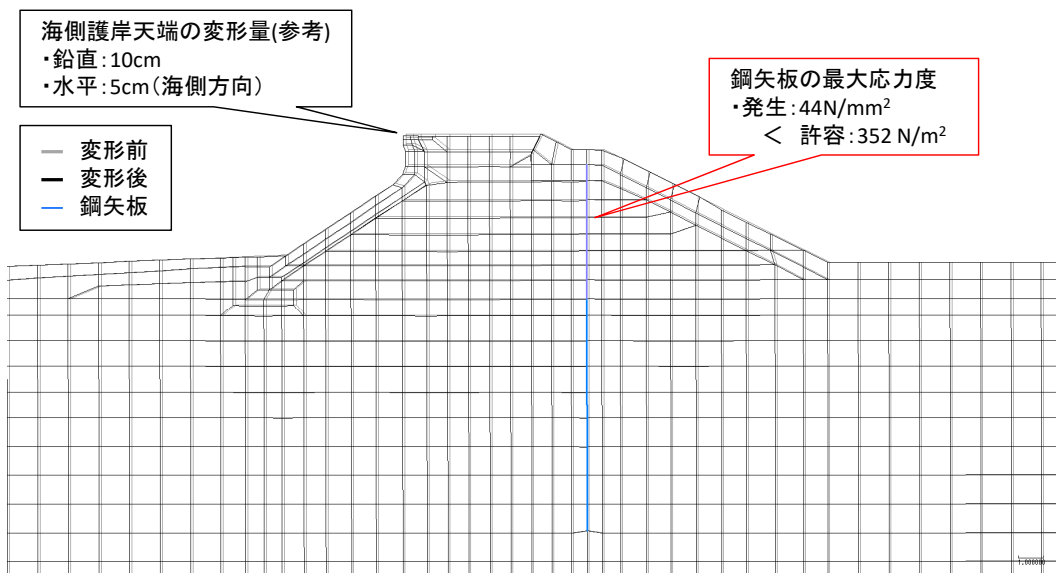 海側護岸天端の変形量(参考)
・鉛直：10cm
・水平：5cm（海側方向）
変形前
変形後
鋼矢板
鋼矢板の最大応力度
・発生：44N/mm²
＜ 許容：352 N/m²
1.000000